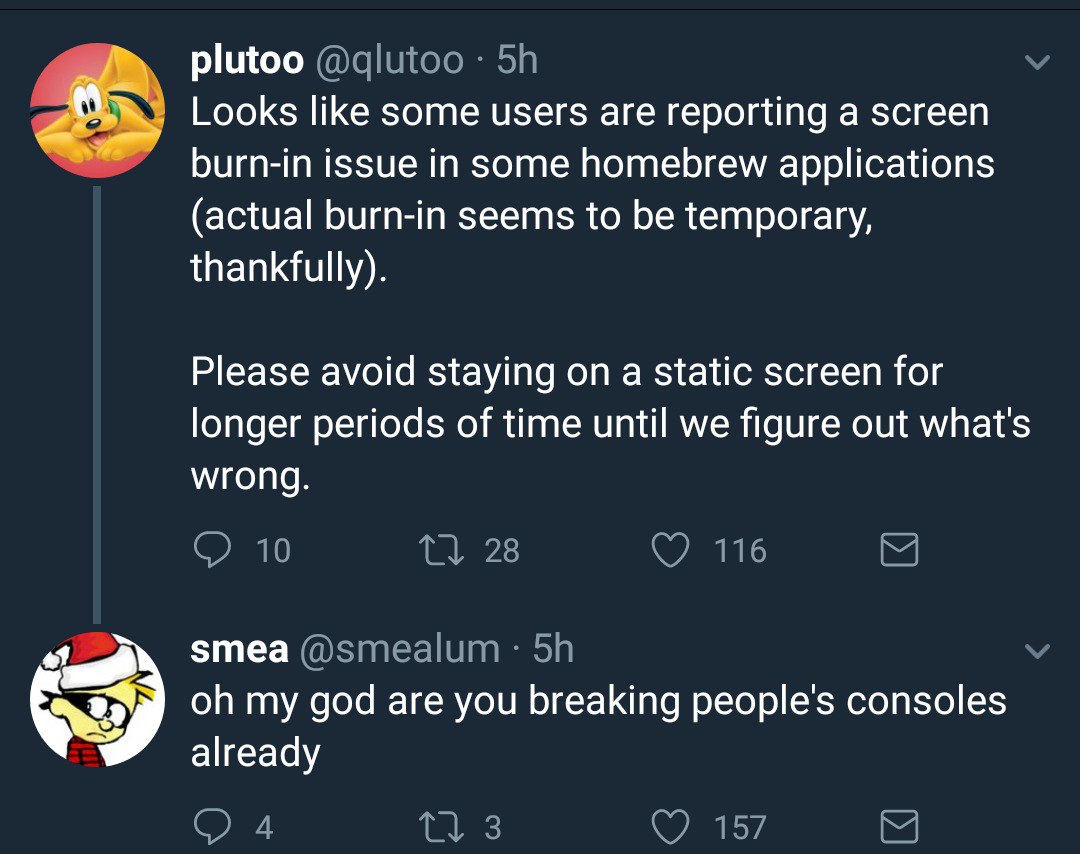 plutoo @qlutoo · 5h
Looks like some users are reporting a screen
burn-in issue in some homebrew applications
(actual burn-in seems to be temporary,
thankfully).
Please avoid staying on a static screen for
longer periods of time until we figure out what's
wrong.
10 28 116
smea @smealum · 5h
oh my god are you breaking people's consoles
already
4 3 157